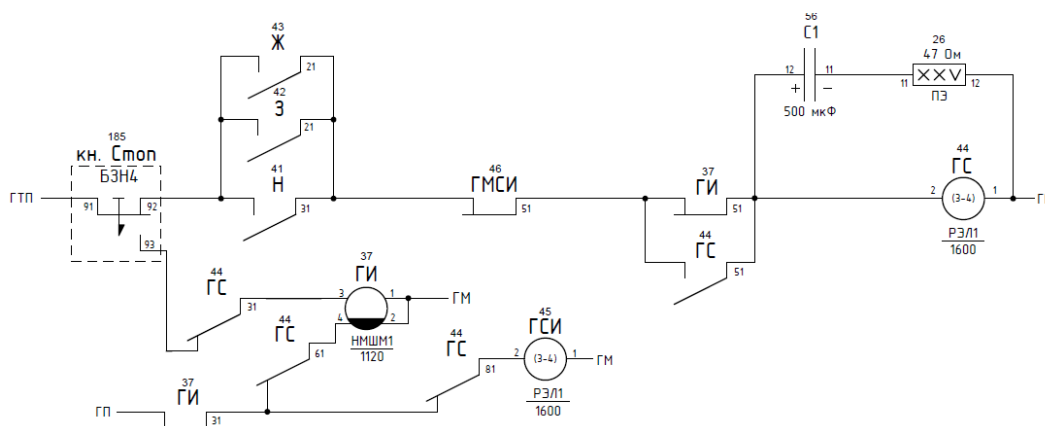 43
Ж
21
42
З
21
185
кн. Стоп
БЗН4
41
Н
ГТП
91
92
31
93
46
ГМСИ
51
37
ГИ
51
44
ГС
51
56
С1
12
11
+
−
500 мкФ
26
47 Ом
11
12
ПЭ
44
ГС
2
(3-4)
1
РЭЛ1
1600
44
ГС
31
37
ГИ
3
1
ГМ
4
2
НМШМ1
1120
44
ГС
61
44
ГС
81
45
ГСИ
2
(3-4)
1
ГМ
РЭЛ1
1600
37
ГИ
ГП
31